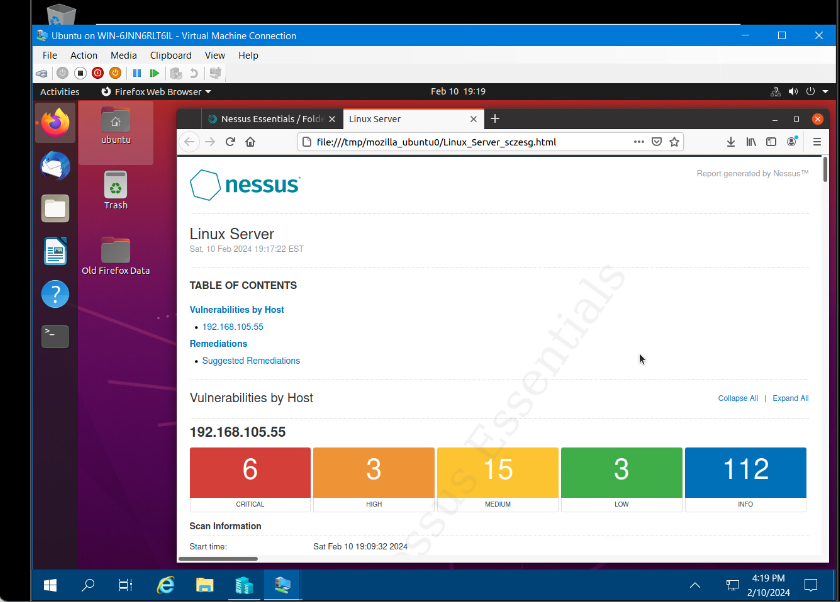 Ubuntu on WIN-6JNN6RLT6IL - Virtual Machine Connection
File Action Media Clipboard View Help
Activities Firefox Web Browser Feb 10 19:19
ubuntu
Trash
Old Firefox Data
Nessus Essentials / Folde
Linux Server
file:///tmp/mozilla_ubuntu0/Linux_Server_sczesg.html
nessus
Report generated by Nessus™
Linux Server
Sat, 10 Feb 2024 19:17:22 EST
TABLE OF CONTENTS
Vulnerabilities by Host
• 192.168.105.55
Remediations
• Suggested Remediations
Vulnerabilities by Host
Collapse All | Expand All
192.168.105.55
6 3 15 3 112
CRITICAL HIGH MEDIUM LOW INFO
Scan Information
Start time: Sat Feb 10 19:09:32 2024
essus Essentials
4:19 PM
2/10/2024